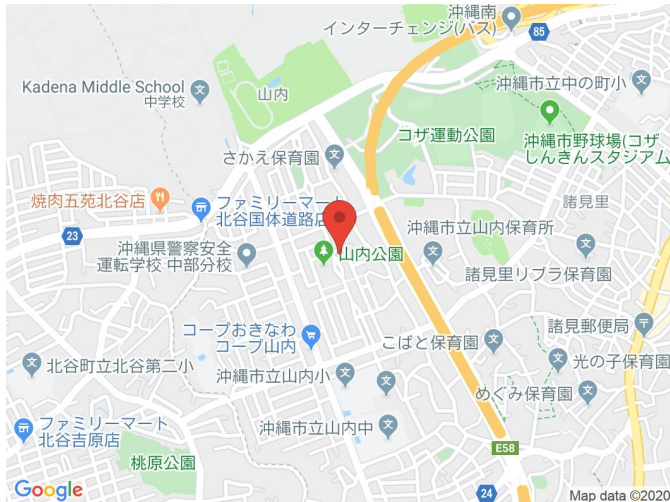 沖縄南
インターチェンジ(バス)
85
Kadena Middle School
中学校
山内
沖縄市立中の町小
コザ運動公園
沖縄市野球場(コザ
しんきんスタジアム
さかえ保育園
焼肉五苑北谷店
ファミリーマート
北谷国体道路店
諸見里
23
沖縄県警察安全
運転学校 中部分校
山内公園
沖縄市立山内保育所
諸見里リブラ保育園
コープおきなわ
コープ山内
こばと保育園
諸見郵便局
光の子保育園
北谷町立北谷第二小
沖縄市立山内小
めぐみ保育園
ファミリーマート
北谷吉原店
沖縄市立山内中
桃原公園
E58
24
Google
Map data ©2020